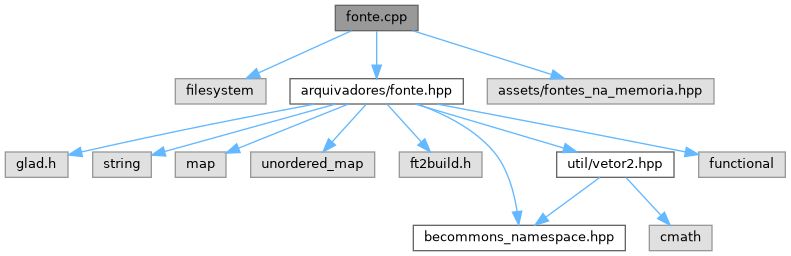 fonte.cpp
filesystem
arquivadores/fonte.hpp
assets/fontes_na_memoria.hpp
glad.h
string
map
unordered_map
ft2build.h
util/vetor2.hpp
functional
becommons_namespace.hpp
cmath